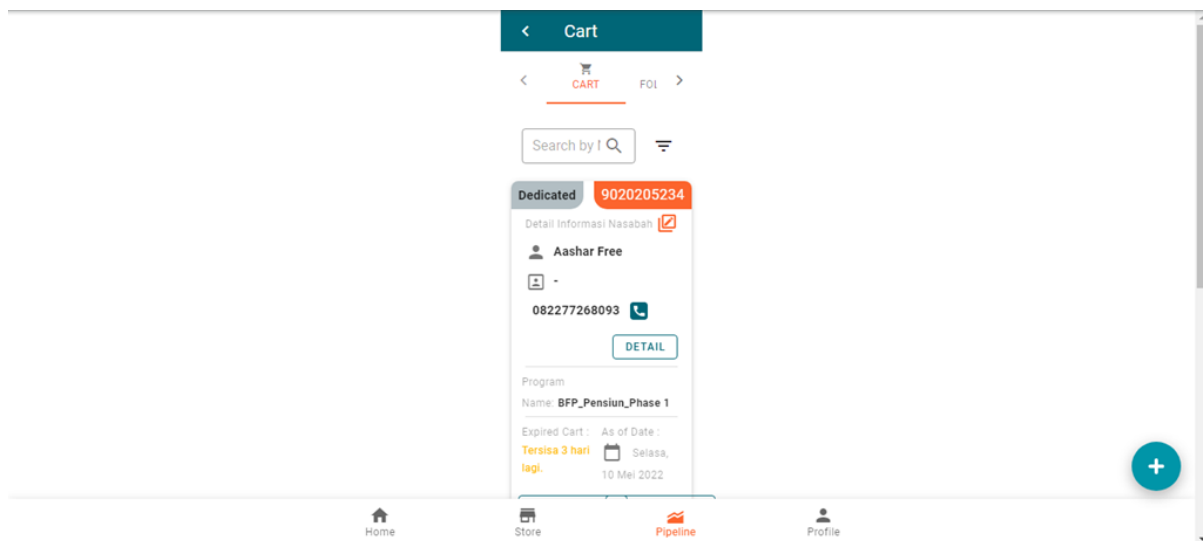 Cart
CART
FOL
Search by
Dedicated
9020205234
Detail Informasi Nasabah
Aashar Free
-
082277268093
DETAIL
Program
Name: BFP_Pensiun_Phase 1
Expired Cart :
Tersisa 3 hari
lagi.
As of Date :
Selasa,
10 Mei 2022
Home
Store
Pipeline
Profile